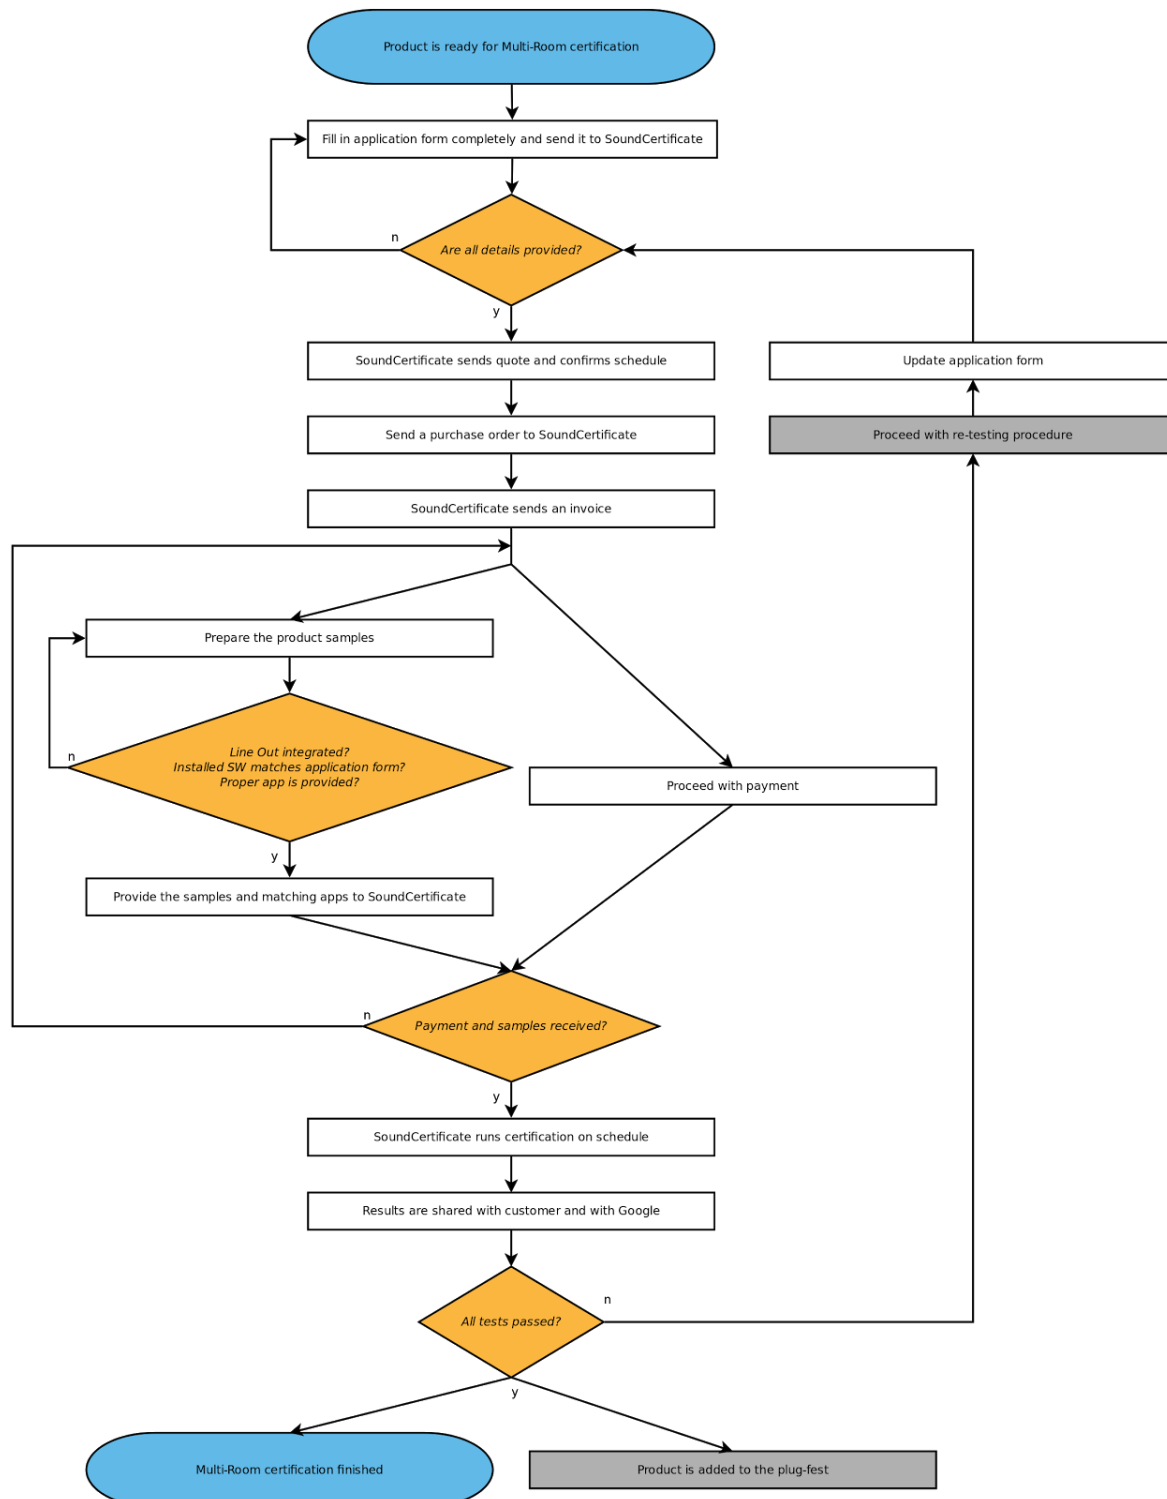 Product is ready for Multi-Room certification
Fill in application form completely and send it to SoundCertificate
n
Are all details provided?
y
SoundCertificate sends quote and confirms schedule
Update application form
Send a purchase order to SoundCertificate
Proceed with re-testing procedure
SoundCertificate sends an invoice
Prepare the product samples
n
Line Out integrated?
Installed SW matches application form?
Proper app is provided?
Proceed with payment
y
Provide the samples and matching apps to SoundCertificate
n
Payment and samples received?
y
SoundCertificate runs certification on schedule
Results are shared with customer and with Google
n
All tests passed?
y
Multi-Room certification finished
Product is added to the plug-fest